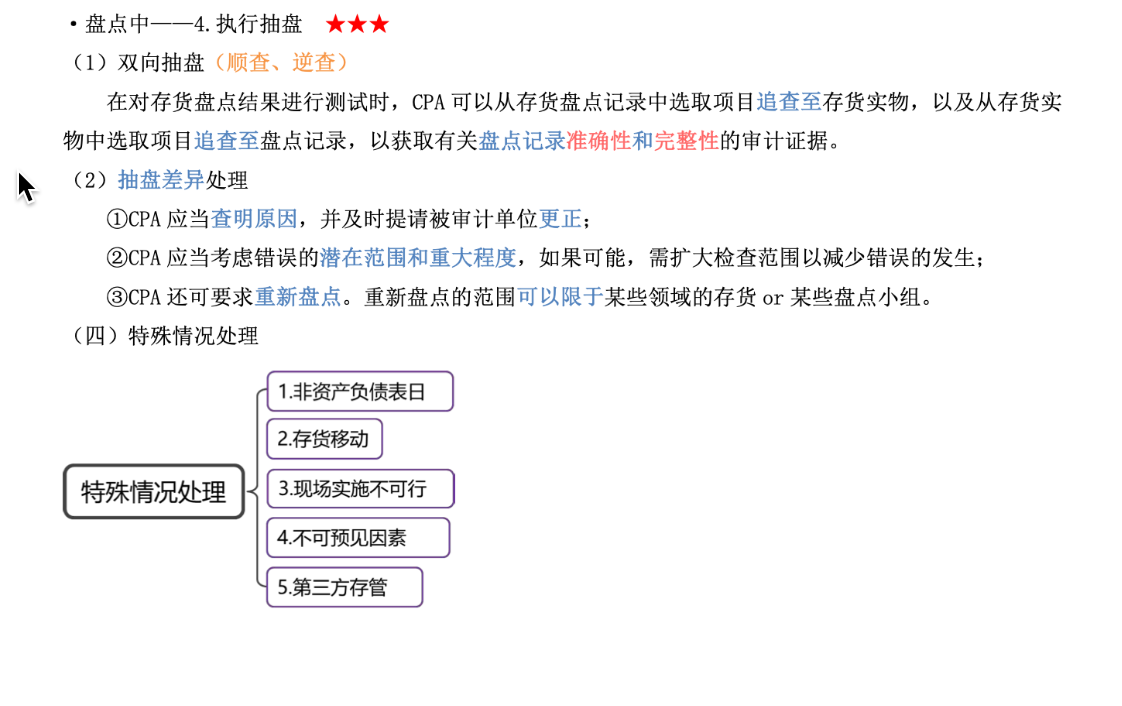 •盘点中——4.执行抽盘 ★★★
（1）双向抽盘（顺查、逆查）
在对存货盘点结果进行测试时，CPA 可以从存货盘点记录中选取项目追查至存货实物，以及从存货实
物中选取项目追查至盘点记录，以获取有关盘点记录准确性和完整性的审计证据。
（2）抽盘差异处理
①CPA 应当查明原因，并及时提请被审计单位更正；
②CPA 应当考虑错误的潜在范围和重大程度，如果可能，需扩大检查范围以减少错误的发生；
③CPA 还可要求重新盘点。重新盘点的范围可以限于某些领域的存货 or 某些盘点小组。
（四）特殊情况处理
特殊情况处理
1.非资产负债表日
2.存货移动
3.现场实施不可行
4.不可预见因素
5.第三方存管